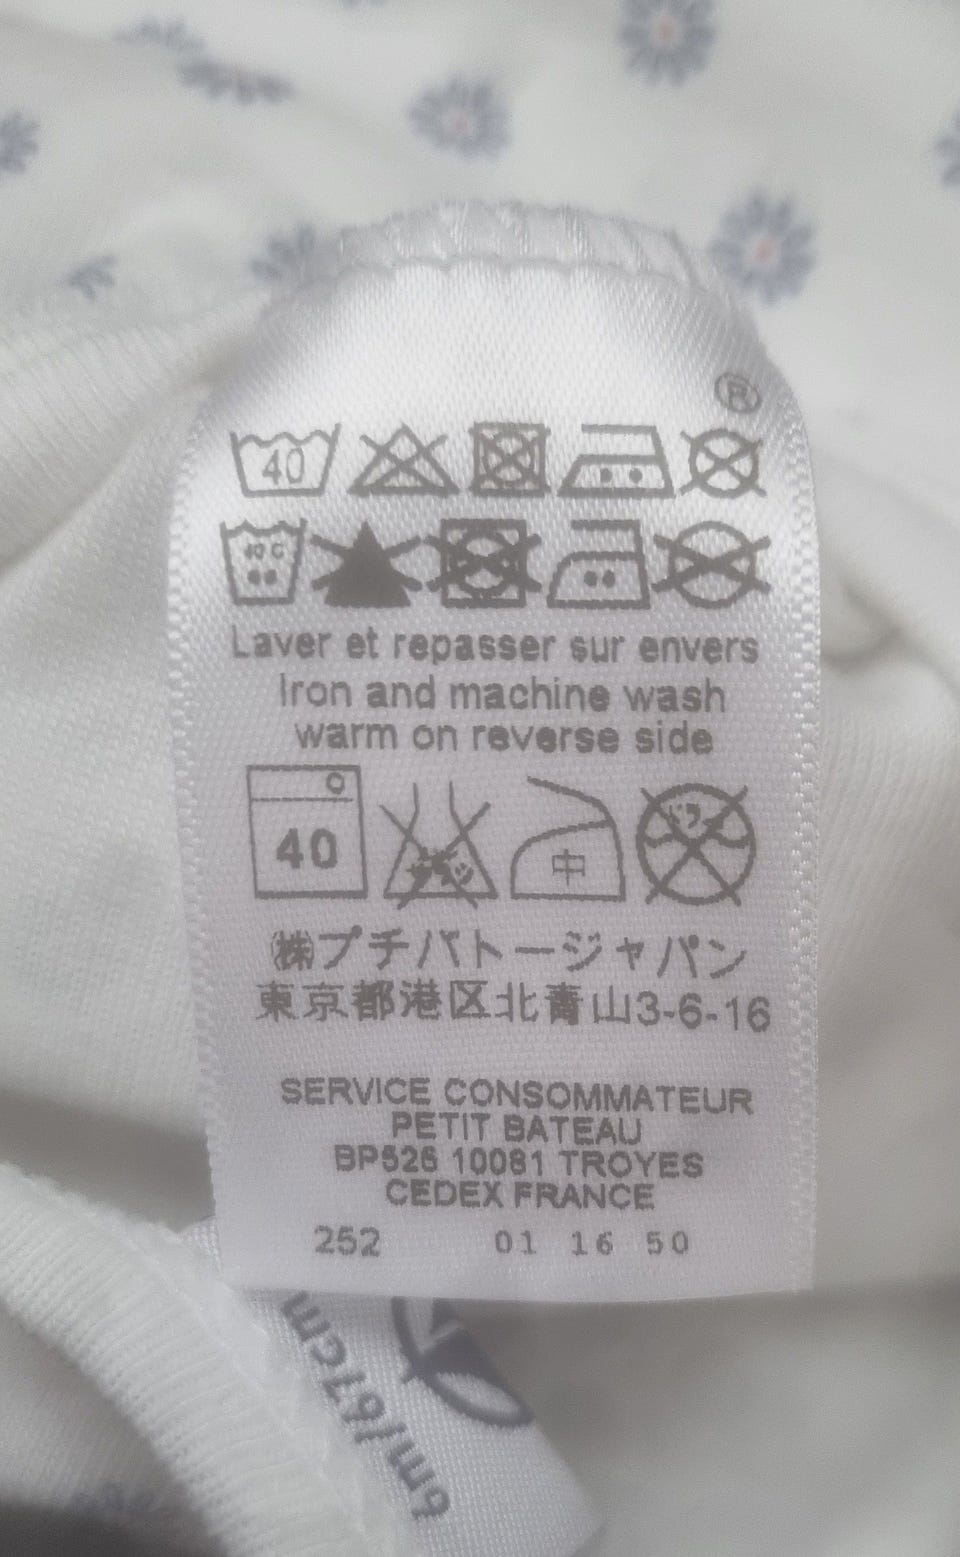 ®
40
40 C
Laver et repasser sur envers
Iron and machine wash
warm on reverse side
40
中
㈱プチバトージャパン
東京都港区北青山3-6-16
SERVICE CONSOMMATEUR
PETIT BATEAU
BP526 10081 TROYES
CEDEX FRANCE
252 01 16 50
6m/67cm